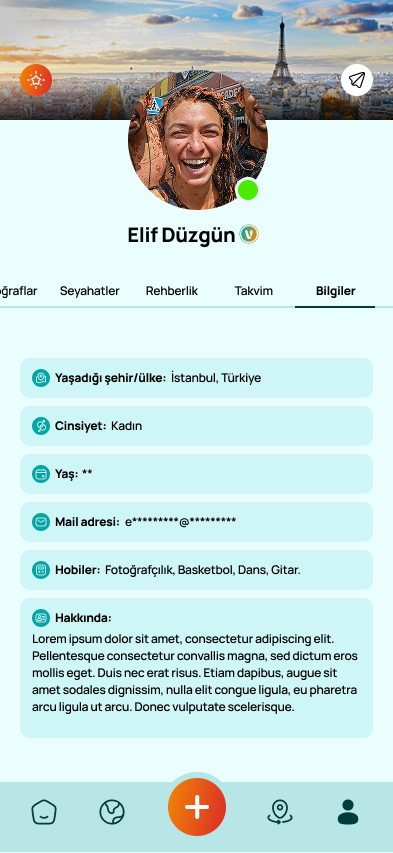 Elif Düzgün
oğraflar Seyahatler Rehberlik Takvim Bilgiler
Yaşadığı şehir/ülke: İstanbul, Türkiye
Cinsiyet: Kadın
Yaş: **
Mail adresi: e*********@*********
Hobiler: Fotoğrafçılık, Basketbol, Dans, Gitar.
Hakkında:
Lorem ipsum dolor sit amet, consectetur adipiscing elit.
Pellentesque consectetur convallis magna, sed dictum eros
mollis eget. Duis nec erat risus. Etiam dapibus, augue sit
amet sodales dignissim, nulla elit congue ligula, eu pharetra
arcu ligula ut arcu. Donec vulputate scelerisque.